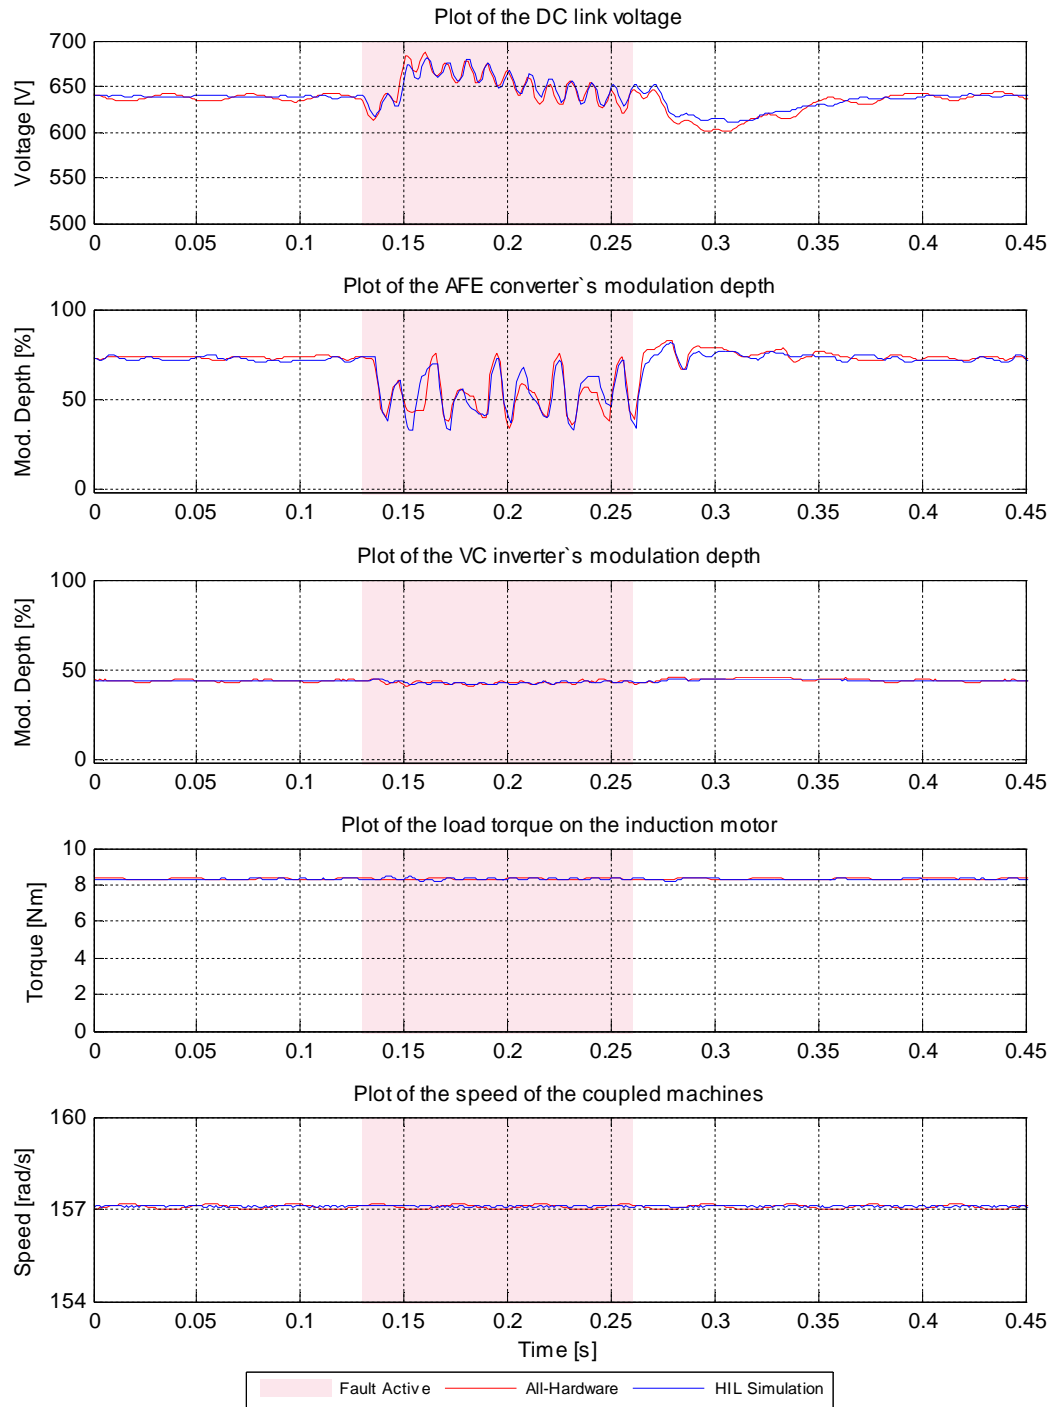 Plot of the DC link voltage
700
650
600
550
500
Voltage [V]
0 0.05 0.1 0.15 0.2 0.25 0.3 0.35 0.4 0.45
Plot of the AFE converter`s modulation depth
100
50
0
Mod. Depth [%]
0 0.05 0.1 0.15 0.2 0.25 0.3 0.35 0.4 0.45
Plot of the VC inverter`s modulation depth
100
50
0
Mod. Depth [%]
0 0.05 0.1 0.15 0.2 0.25 0.3 0.35 0.4 0.45
Plot of the load torque on the induction motor
10
8
6
4
2
0
Torque [Nm]
0 0.05 0.1 0.15 0.2 0.25 0.3 0.35 0.4 0.45
Plot of the speed of the coupled machines
160
157
154
Speed [rad/s]
0 0.05 0.1 0.15 0.2 0.25 0.3 0.35 0.4 0.45
Time [s]
Fault Active All-Hardware HIL Simulation